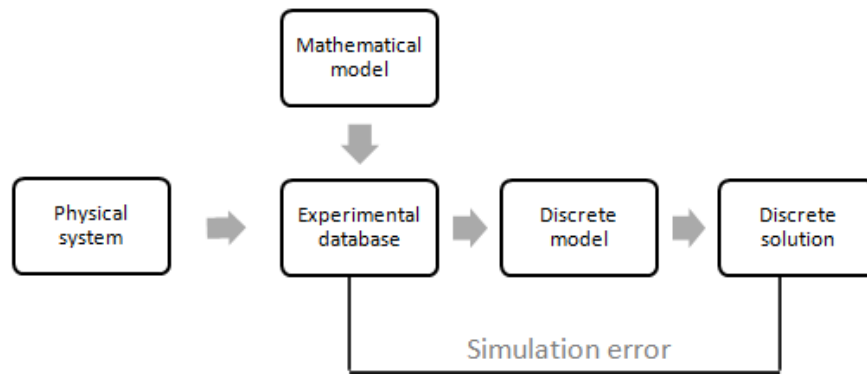 Mathematical
model
Physical
system
Experimental
database
Discrete
model
Discrete
solution
Simulation error